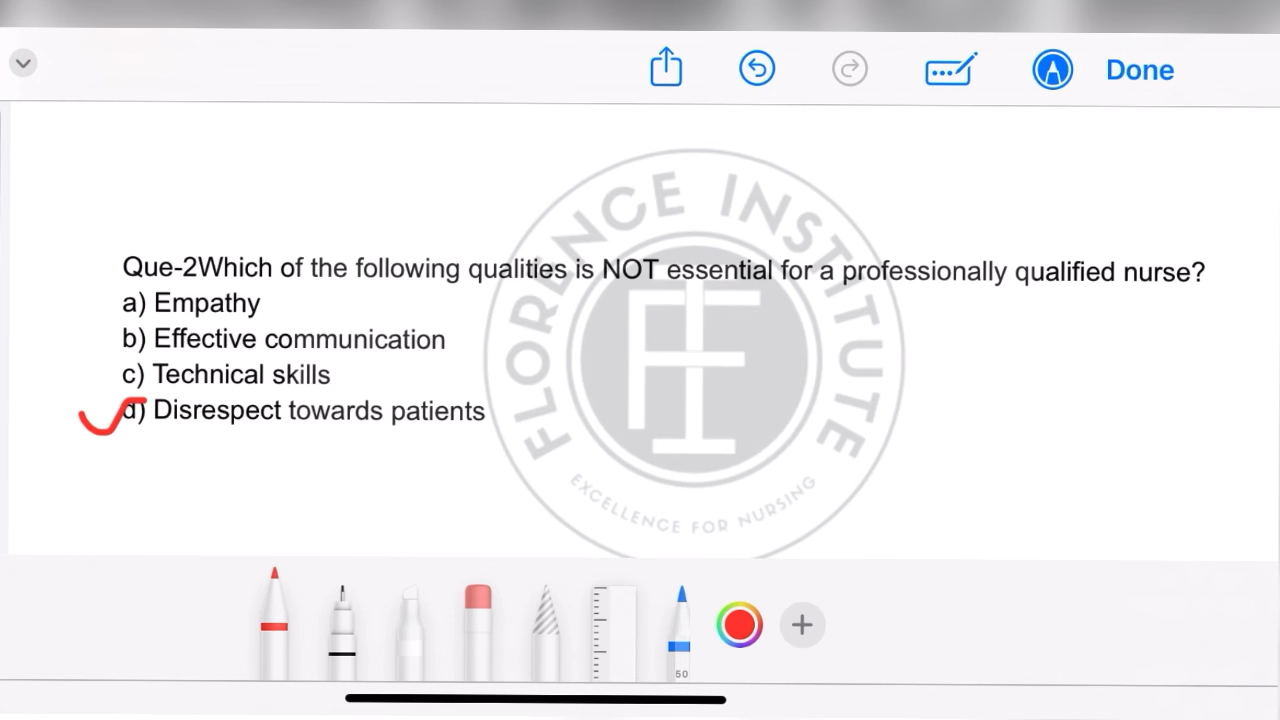 Done
FLORENCE INSTITUTE
Que-2Which of the following qualities is NOT essential for a professionally qualified nurse?
a) Empathy
b) Effective communication
c) Technical skills
d) Disrespect towards patients
EXCELLENCE FOR NURSING
50